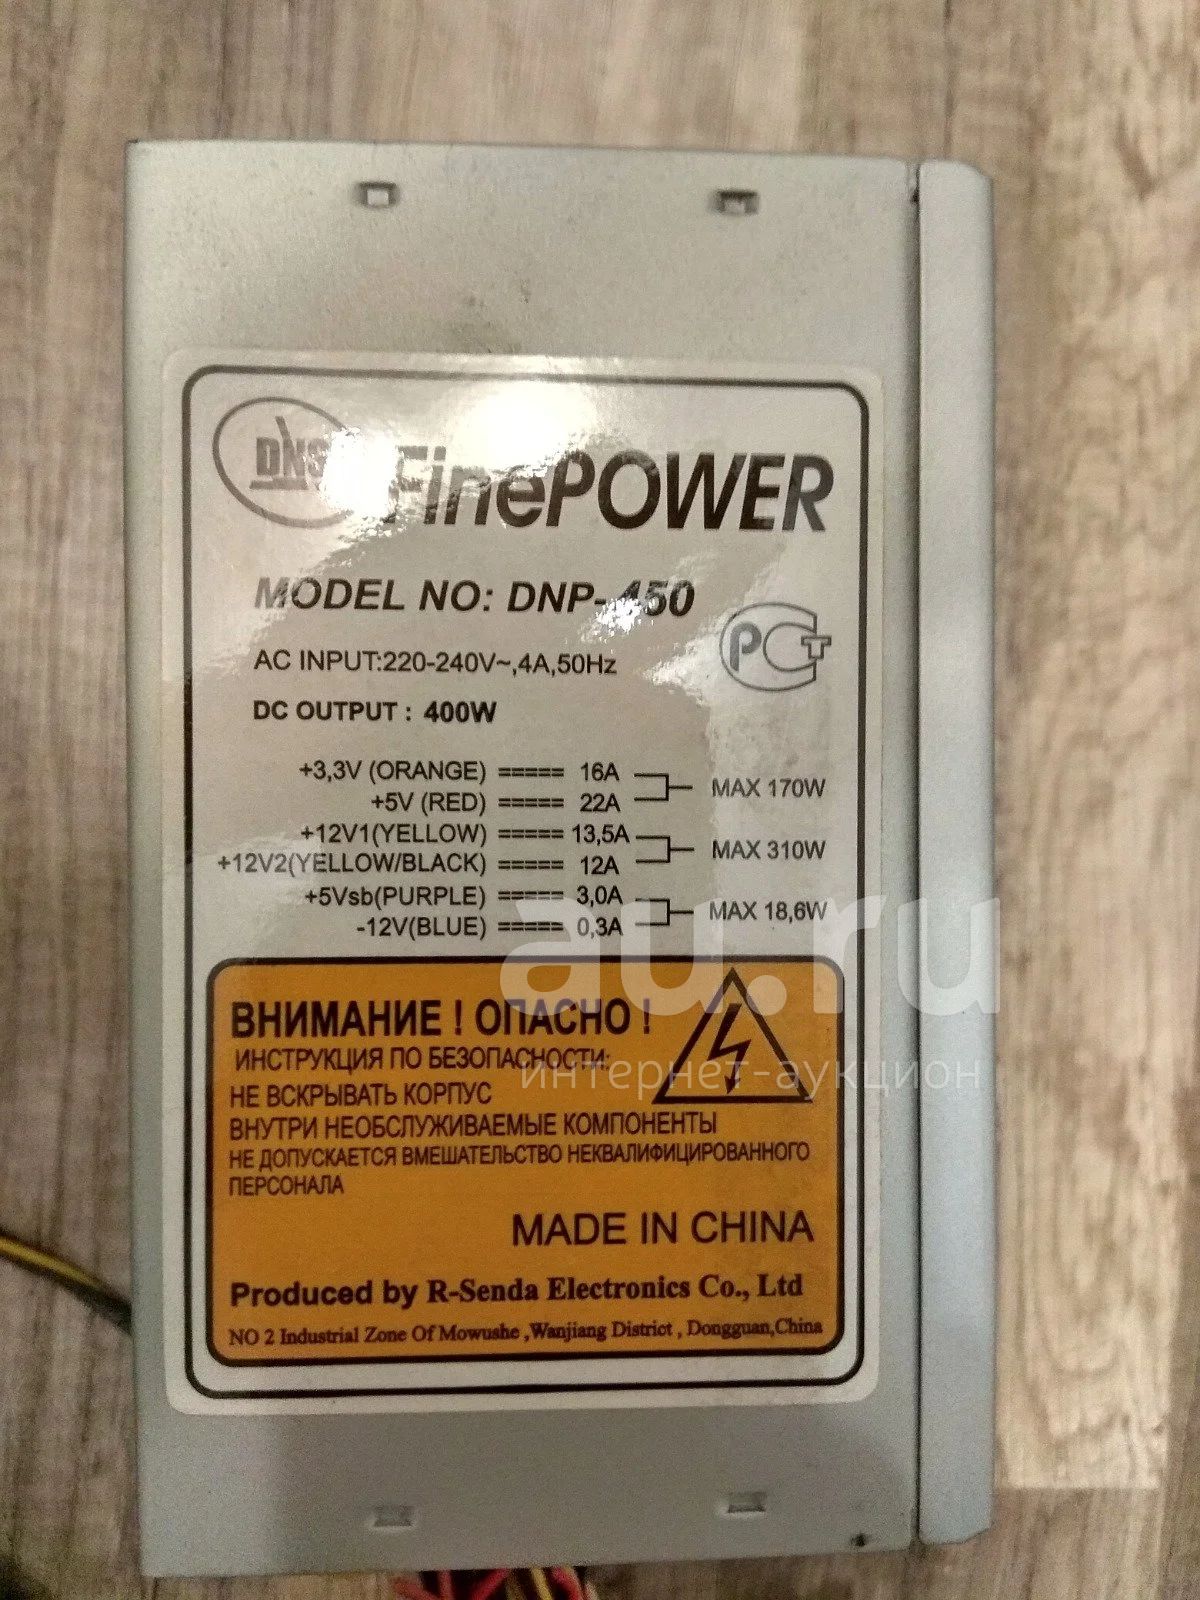 DNS FinePOWER
MODEL NO: DNP-450
AC INPUT:220-240V~,4A,50Hz
РСТ
DC OUTPUT : 400W
+3,3V (ORANGE) ===== 16A
+5V (RED) ===== 22A
MAX 170W
+12V1(YELLOW) ===== 13,5A
+12V2(YELLOW/BLACK) ===== 12A
MAX 310W
+5Vsb(PURPLE) ===== 3,0A
-12V(BLUE) ===== 0,3A
MAX 18,6W
au.ru
интернет-аукцион
ВНИМАНИЕ ! ОПАСНО !
ИНСТРУКЦИЯ ПО БЕЗОПАСНОСТИ:
НЕ ВСКРЫВАТЬ КОРПУС
ВНУТРИ НЕОБСЛУЖИВАЕМЫЕ КОМПОНЕНТЫ
НЕ ДОПУСКАЕТСЯ ВМЕШАТЕЛЬСТВО НЕКВАЛИФИЦИРОВАННОГО
ПЕРСОНАЛА
MADE IN CHINA
Produced by R-Senda Electronics Co., Ltd
NO 2 Industrial Zone Of Mowushe ,Wanjiang District , Dongguan,China